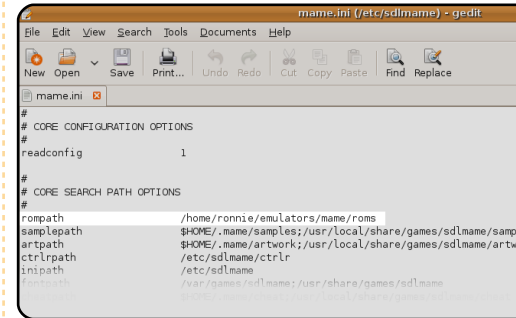 mame.ini (/etc/sdlmame) - gedit
File Edit View Search Tools Documents Help
New Open Save Print... Undo Redo Cut Copy Paste Find Replace
mame.ini
#
# CORE CONFIGURATION OPTIONS
#
readconfig 1
#
# CORE SEARCH PATH OPTIONS
#
rompath /home/ronnie/emulators/mame/roms
samplepath $HOME/.mame/samples;/usr/local/share/games/sdlmame/samp
artpath $HOME/.mame/artwork;/usr/local/share/games/sdlmame/artw
ctrlrpath /etc/sdlmame/ctrlr
inipath /etc/sdlmame
fontpath /var/games/sdlmame;/usr/share/games/sdlmame